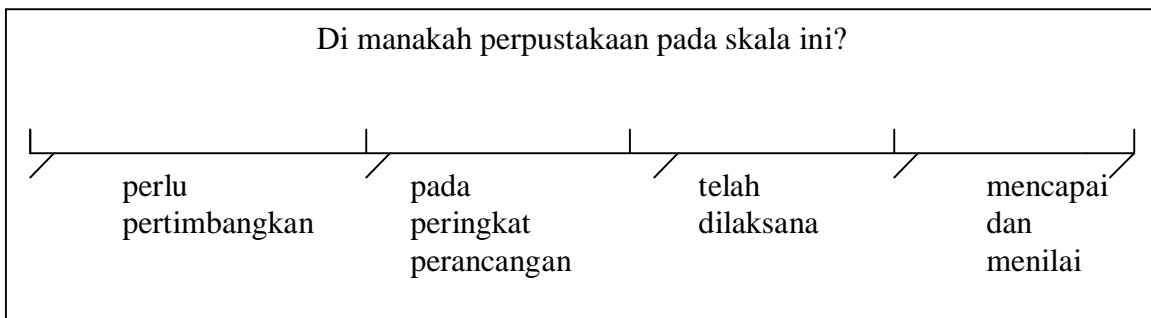 Di manakah perpustakaan pada skala ini?
perlu
pertimbangkan
pada
peringkat
perancangan
telah
dilaksana
mencapai
dan
menilai